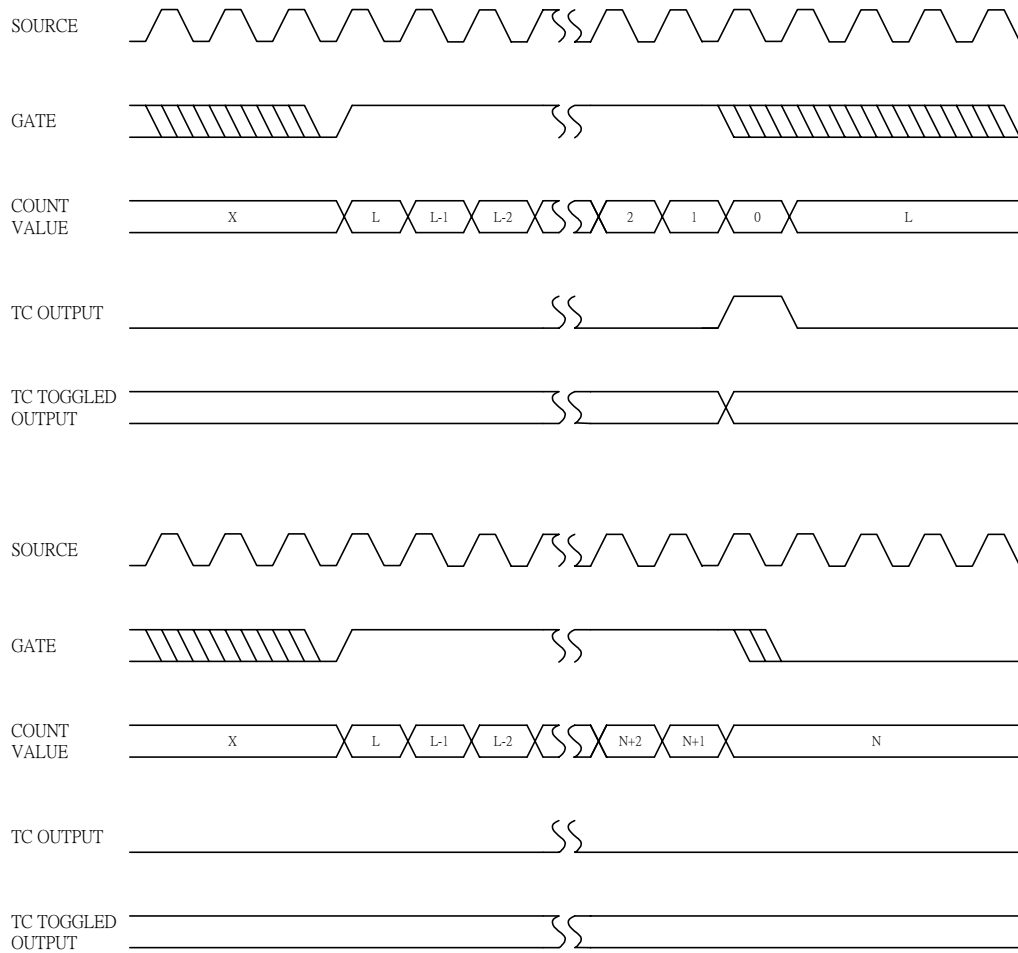 SOURCE
GATE
COUNT
VALUE
X L L-1 L-2 2 1 0 L
TC OUTPUT
TC TOGGLED
OUTPUT
SOURCE
GATE
COUNT
VALUE
X L L-1 L-2 N+2 N+1 N
TC OUTPUT
TC TOGGLED
OUTPUT